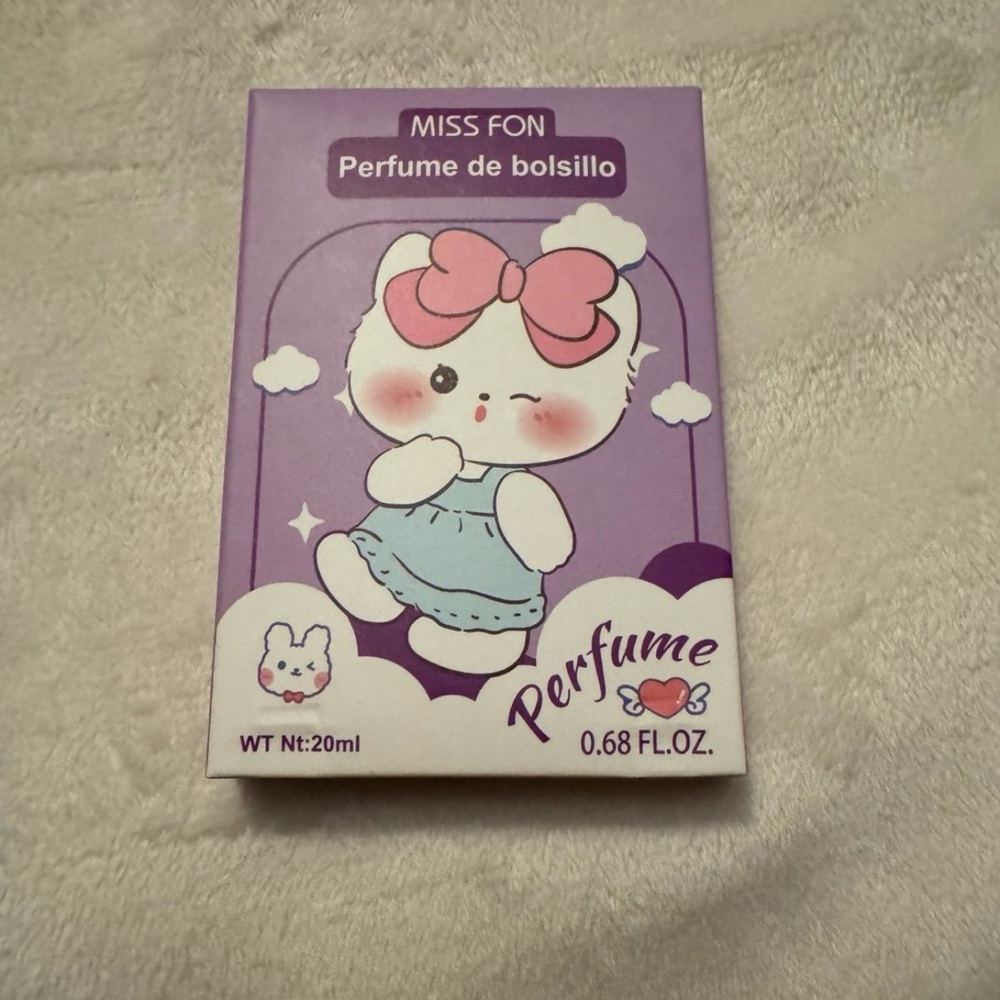 MISS FON
Perfume de bolsillo
Perfume
WT Nt:20ml
0.68 FL.OZ.